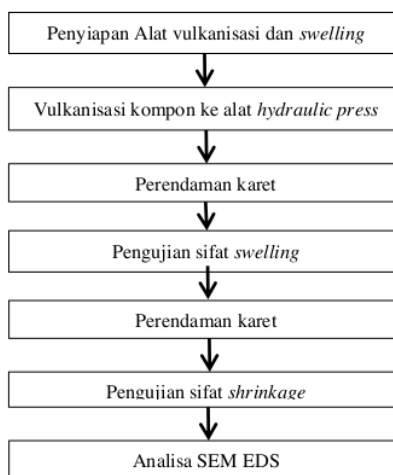 Penyiapan Alat vulkanisasi dan swelling
Vulkanisasi kompon ke alat hydraulic press
Perendaman karet
Pengujian sifat swelling
Perendaman karet
Pengujian sifat shrinkage
Analisa SEM EDS